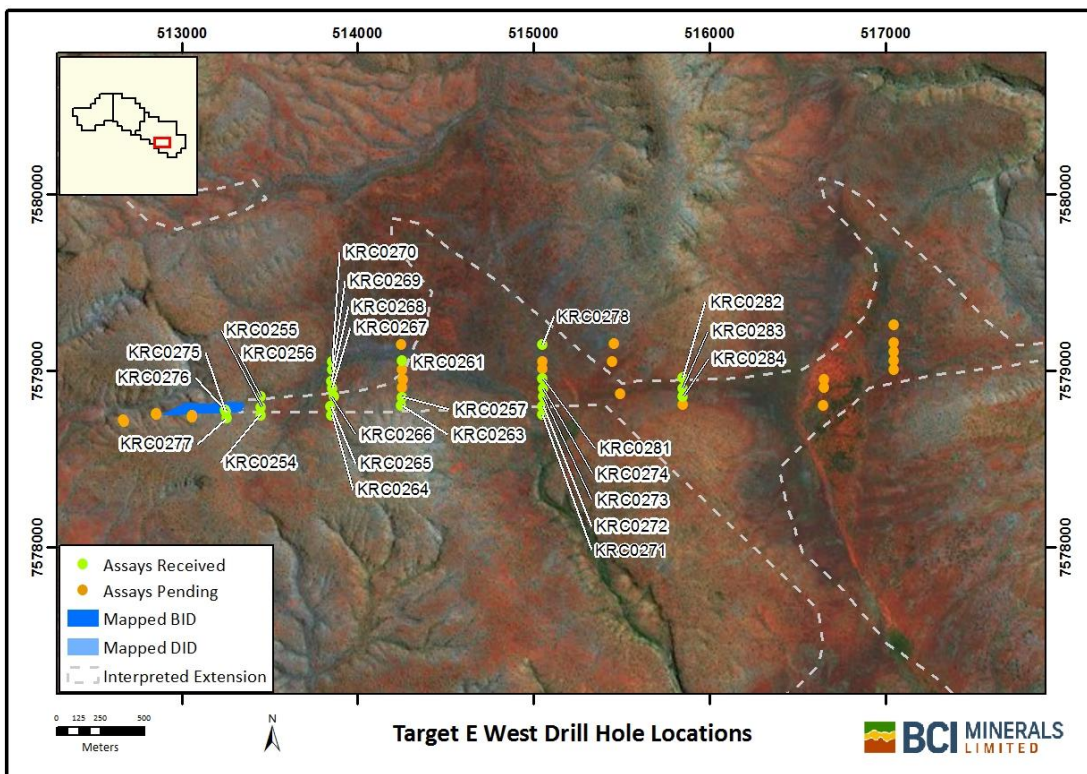 513000 514000 515000 516000 517000
7580000 7580000
KRC0270
KRC0269
KRC0268
KRC0267
KRC0255
KRC0256
KRC0275
KRC0276
KRC0277
KRC0254
KRC0261
KRC0257
KRC0263
KRC0266
KRC0265
KRC0264
KRC0278
KRC0281
KRC0274
KRC0273
KRC0272
KRC0271
KRC0282
KRC0283
KRC0284
7579000 7579000
7578000 7578000
Assays Received
Assays Pending
Mapped BID
Mapped DID
Interpreted Extension
0 125 250 500
Meters
N
Target E West Drill Hole Locations
BCI MINERALS
LIMITED